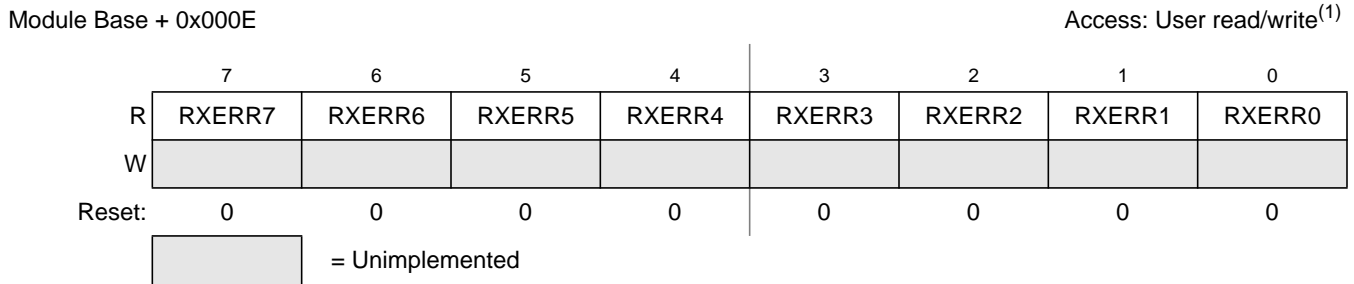 Module Base + 0x000E Access: User read/write(1)
7 6 5 4 3 2 1 0
R RXERR7 RXERR6 RXERR5 RXERR4 RXERR3 RXERR2 RXERR1 RXERR0
W
Reset: 0 0 0 0 0 0 0 0
= Unimplemented